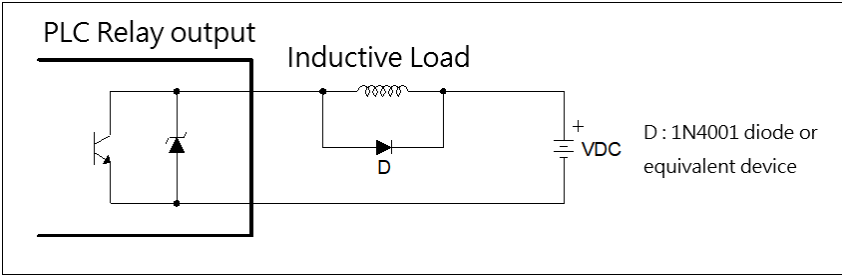 PLC Relay output
Inductive Load
D
+
VDC
D : 1N4001 diode or
equivalent device